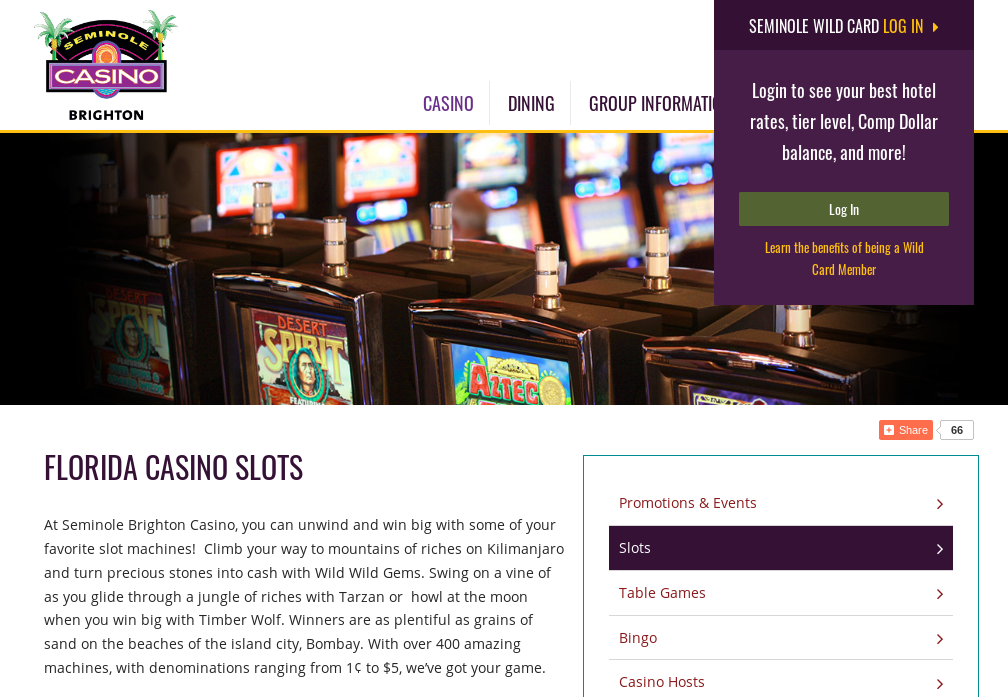 SEMINOLE
CASINO
BRIGHTON
CASINO
DINING
GROUP INFORMATIO
SEMINOLE WILD CARD LOG IN
Login to see your best hotel
rates, tier level, Comp Dollar
balance, and more!
Log In
Learn the benefits of being a Wild
Card Member
DESERT
SPIRIT
DESERT
SPIRIT
FEATURING
AZTEC
Share
66
FLORIDA CASINO SLOTS
At Seminole Brighton Casino, you can unwind and win big with some of your
favorite slot machines!  Climb your way to mountains of riches on Kilimanjaro
and turn precious stones into cash with Wild Wild Gems. Swing on a vine of
as you glide through a jungle of riches with Tarzan or  howl at the moon
when you win big with Timber Wolf. Winners are as plentiful as grains of
sand on the beaches of the island city, Bombay. With over 400 amazing
machines, with denominations ranging from 1¢ to $5, we've got your game.
Promotions & Events
Slots
Table Games
Bingo
Casino Hosts